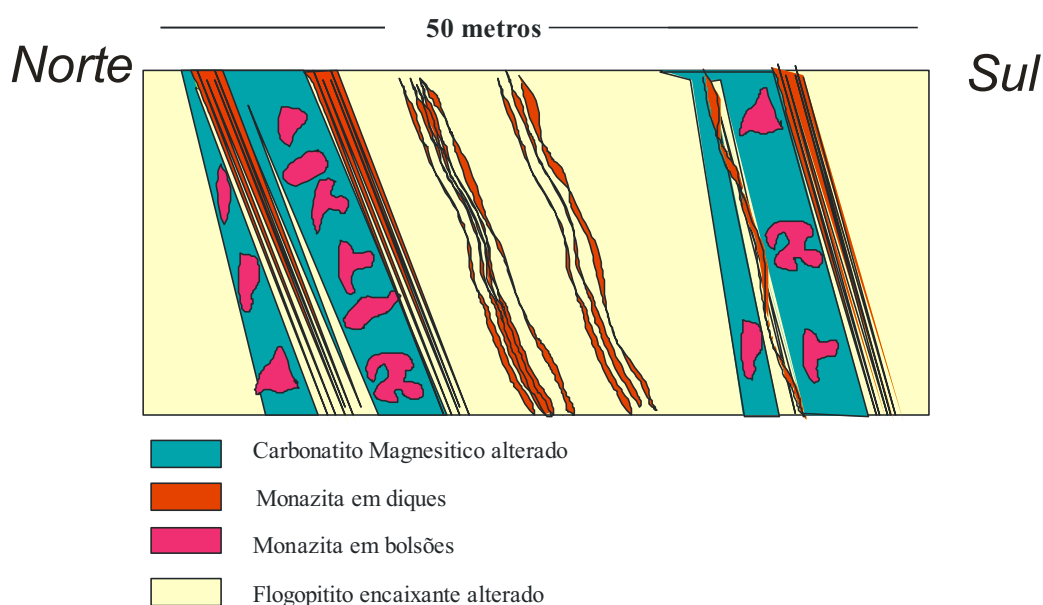 50 metros
Norte
Sul
Carbonatito Magnesitico alterado
Monazita em diques
Monazita em bolsões
Flogopitito encaixante alterado